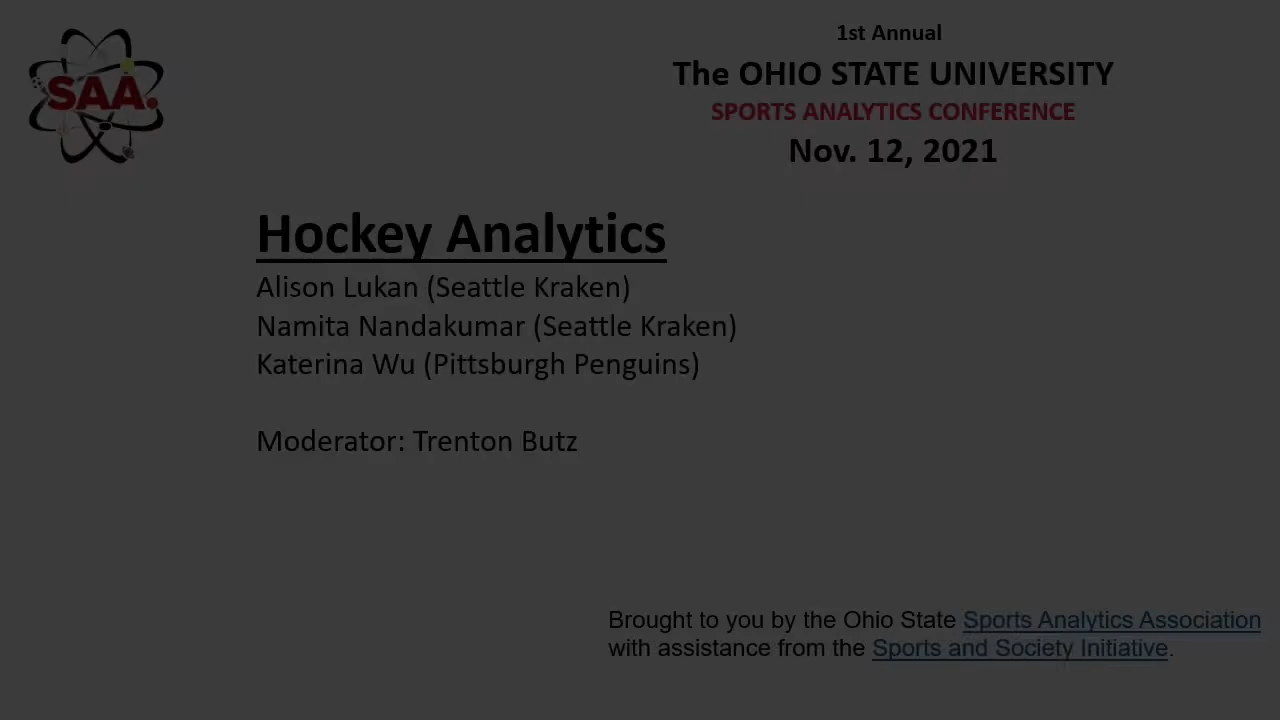 SAA.
1st Annual
The OHIO STATE UNIVERSITY
SPORTS ANALYTICS CONFERENCE
Nov. 12, 2021
Hockey Analytics
Alison Lukan (Seattle Kraken)
Namita Nandakumar (Seattle Kraken)
Katerina Wu (Pittsburgh Penguins)
Moderator: Trenton Butz
Brought to you by the Ohio State Sports Analytics Association
with assistance from the Sports and Society Initiative.